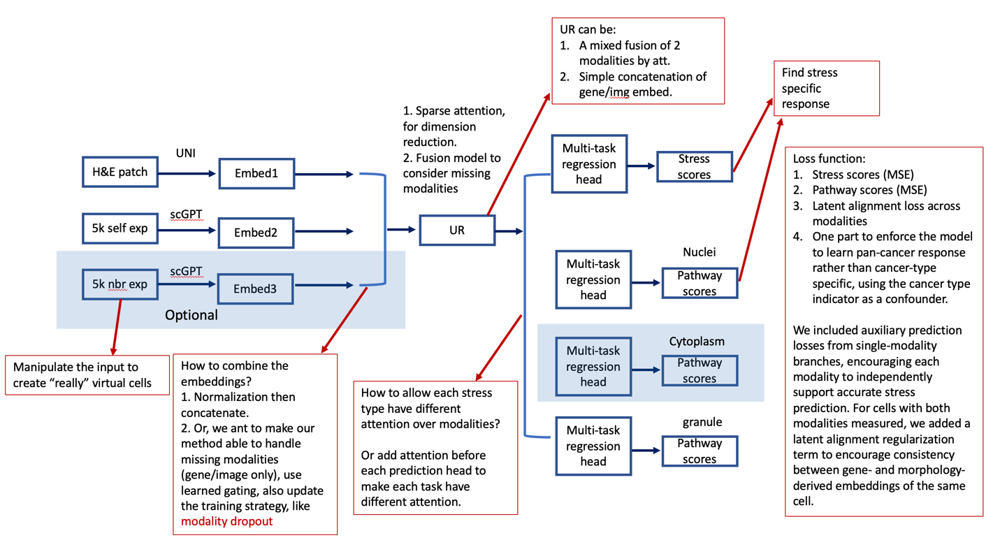 UR can be:
1. A mixed fusion of 2
modalities by att.
2. Simple concatenation of
gene/img embed.
Find stress
specific
response
1. Sparse attention,
for dimension
reduction.
2. Fusion model to
consider missing
modalities
H&E patch
UNI
Embed1
5k self exp
scGPT
Embed2
5k nbr exp
scGPT
Embed3
Optional
UR
Multi-task
regression
head
Stress
scores
Multi-task
regression
head
Nuclei
Pathway
scores
Multi-task
regression
head
Cytoplasm
Pathway
scores
Multi-task
regression
head
granule
Pathway
scores
Loss function:
1. Stress scores (MSE)
2. Pathway scores (MSE)
3. Latent alignment loss across
modalities
4. One part to enforce the model
to learn pan-cancer response
rather than cancer-type
specific, using the cancer type
indicator as a confounder.
We included auxiliary prediction
losses from single-modality
branches, encouraging each
modality to independently
support accurate stress
prediction. For cells with both
modalities measured, we added a
latent alignment regularization
term to encourage consistency
between gene- and morphology-
derived embeddings of the same
cell.
Manipulate the input to
create “really” virtual cells
How to combine the
embeddings?
1. Normalization then
concatenate.
2. Or, we ant to make our
method able to handle
missing modalities
(gene/image only), use
learned gating, also update
the training strategy, like
modality dropout
How to allow each stress
type have different
attention over modalities?
Or add attention before
each prediction head to
make each task have
different attention.